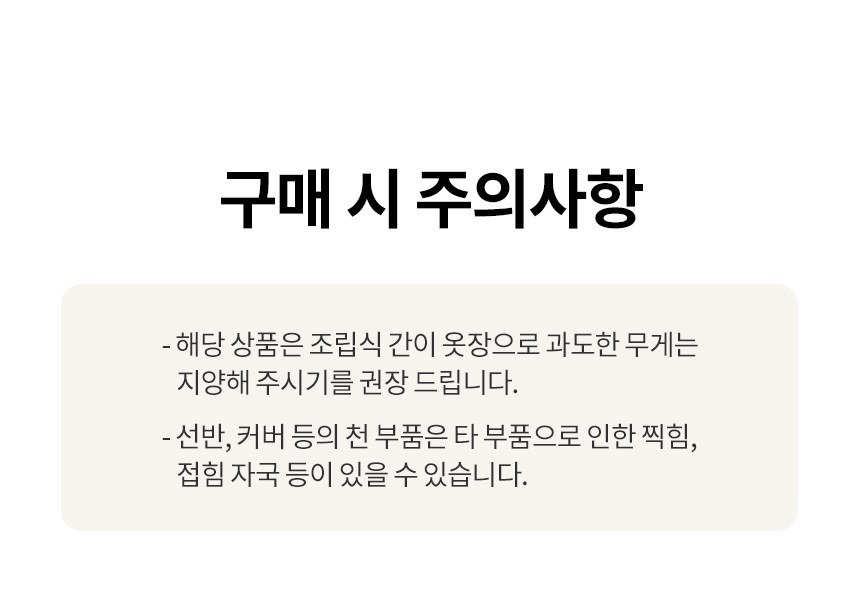 구매 시 주의사항
- 해당 상품은 조립식 간이 옷장으로 과도한 무게는
지양해 주시기를 권장 드립니다.
- 선반, 커버 등의 천 부품은 타 부품으로 인한 찍힘,
접힘 자국 등이 있을 수 있습니다.